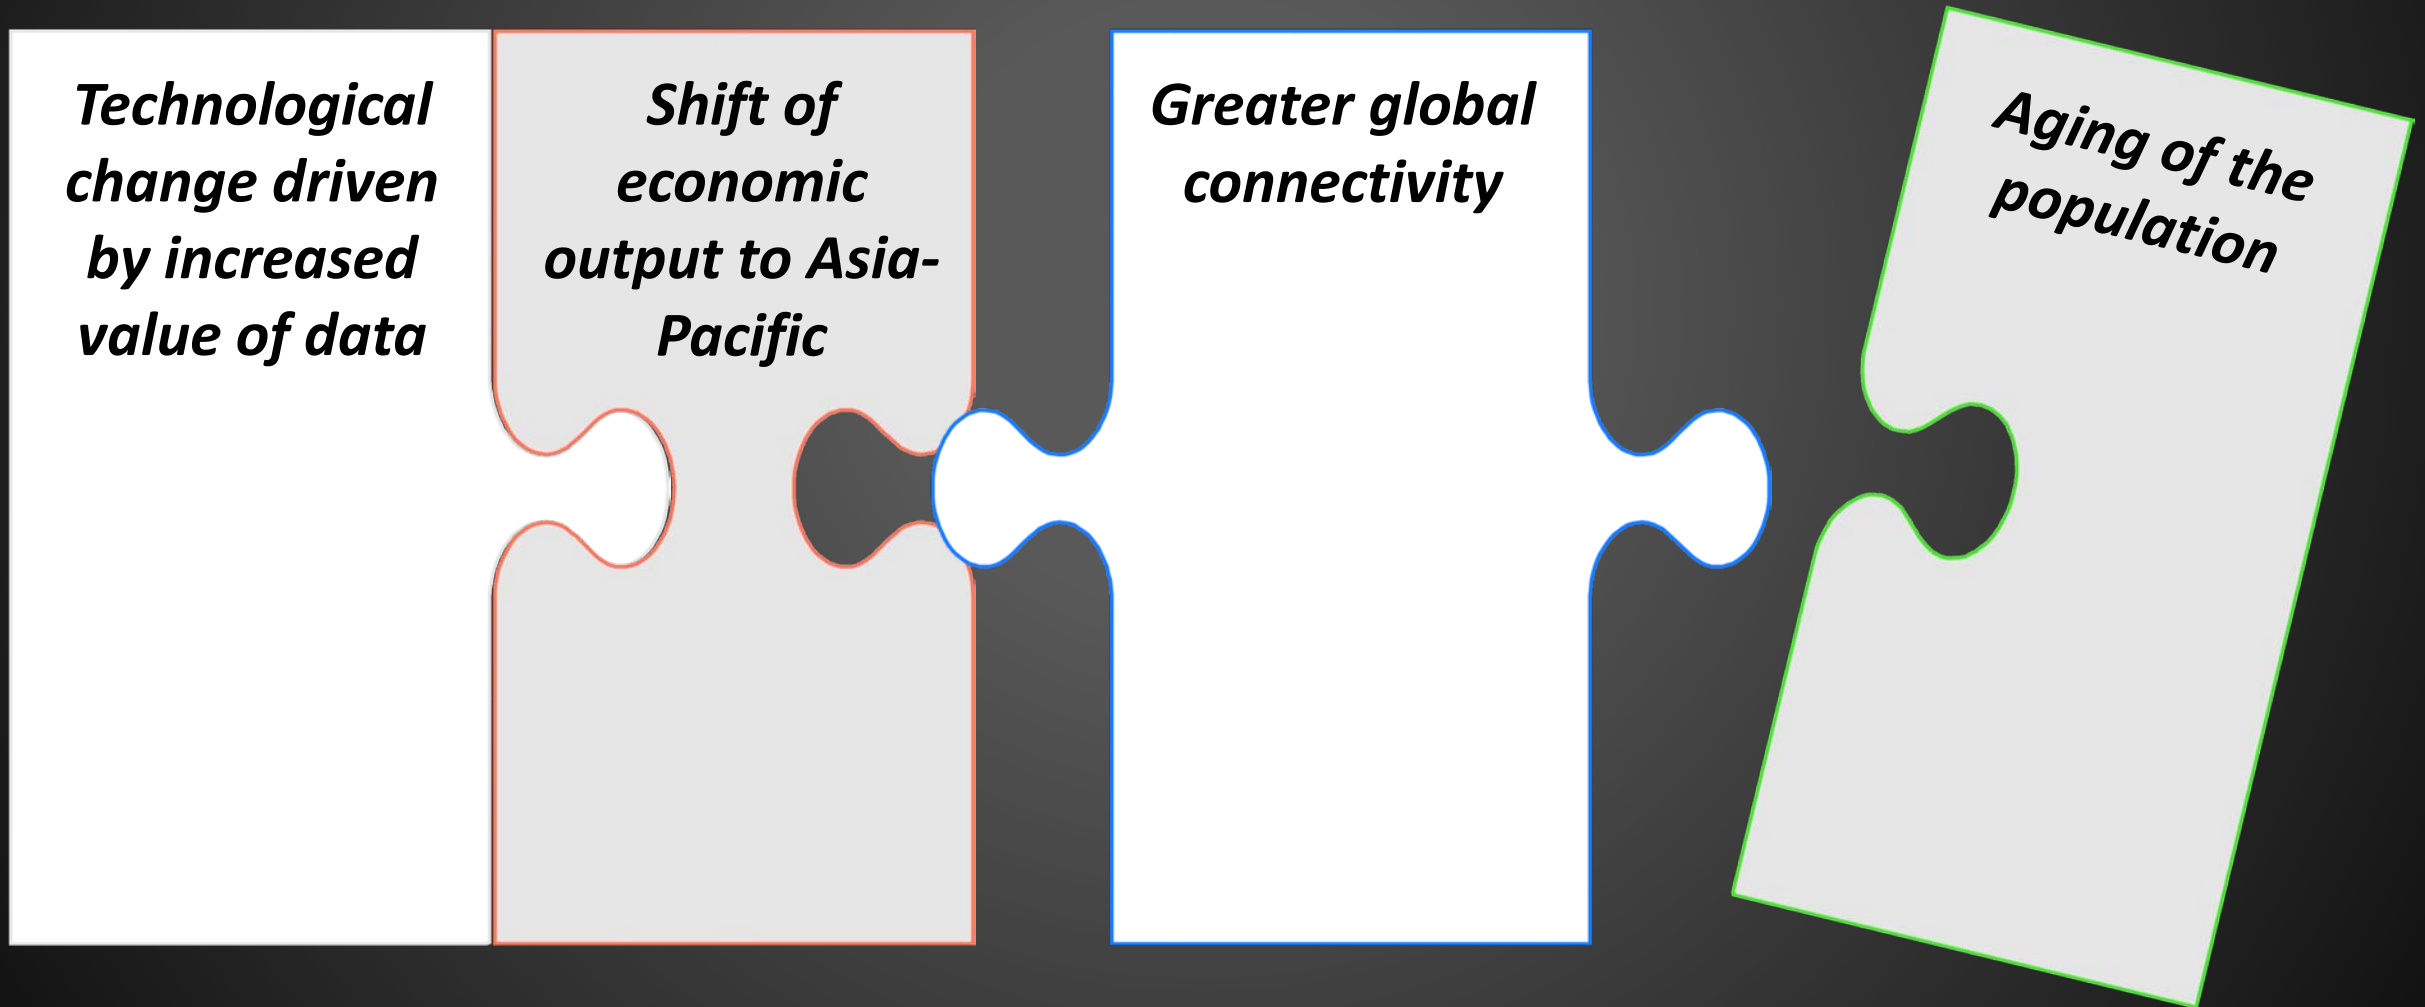 Technological
change driven
by increased
value of data
Shift of
economic
output to Asia-
Pacific
Greater global
connectivity
Aging of the
population